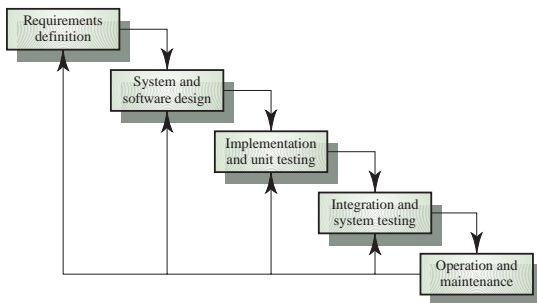 Requirements
definition
System and
software design
Implementation
and unit testing
Integration and
system testing
Operation and
maintenance